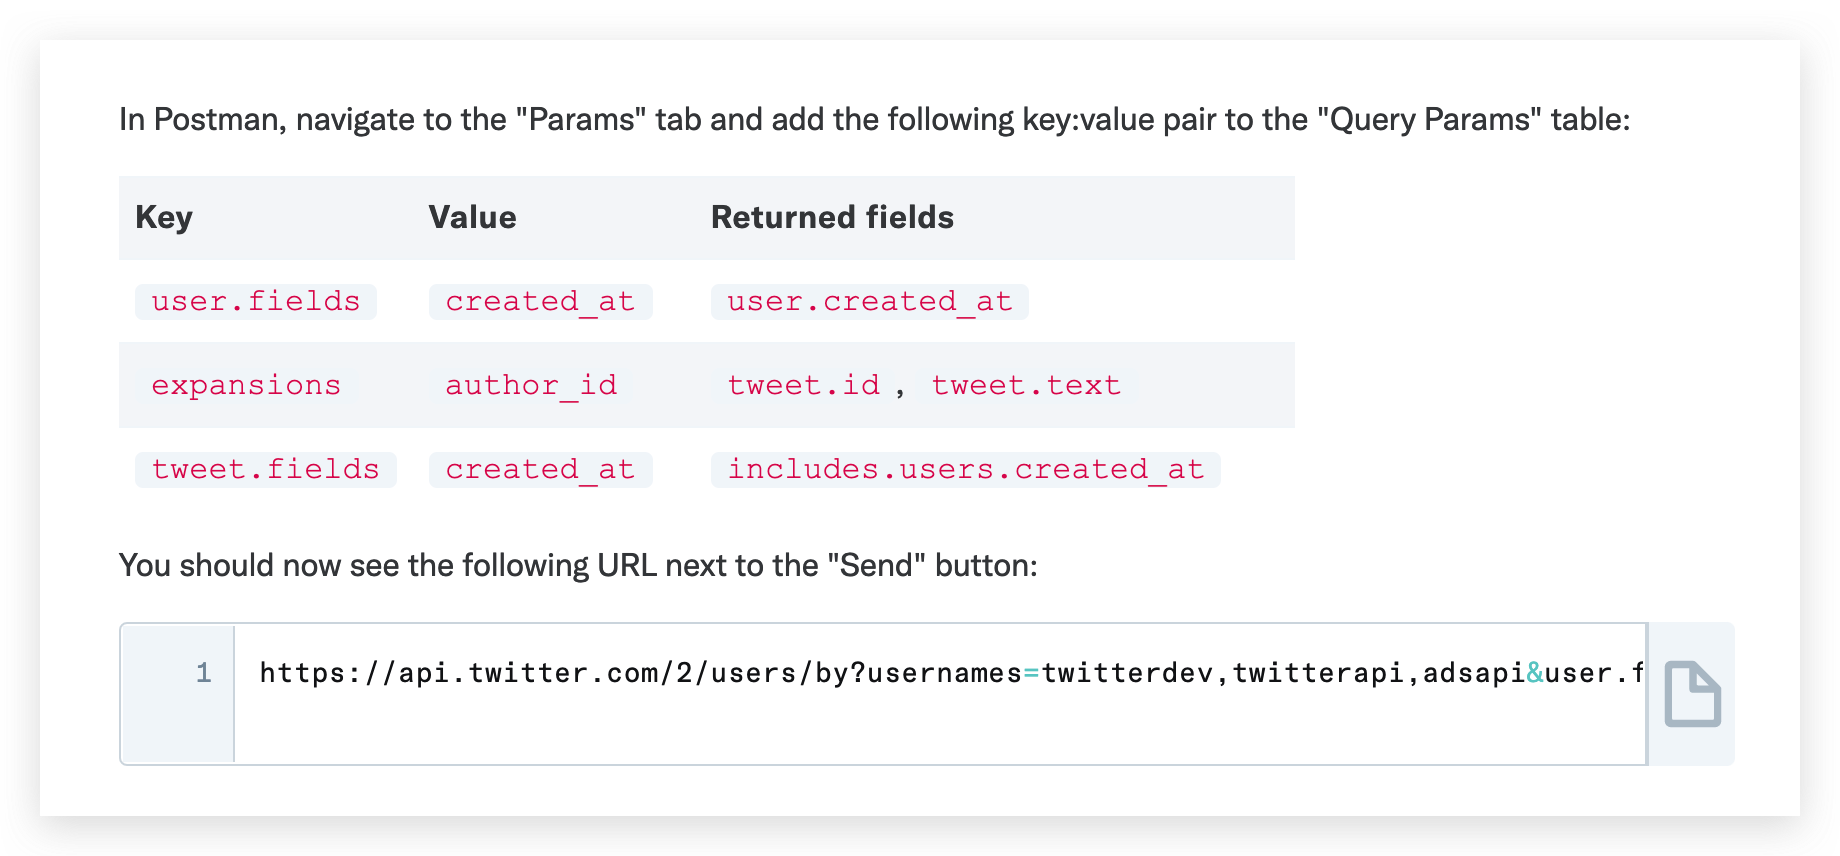 In Postman, navigate to the "Params" tab and add the following key:value pair to the "Query Params" table:
Key Value Returned fields
user.fields created_at user.created_at
expansions author_id tweet.id , tweet.text
tweet.fields created_at includes.users.created_at
You should now see the following URL next to the "Send" button:
1 https://api.twitter.com/2/users/by?usernames=twitterdev,twitterapi,adsapi&user.f